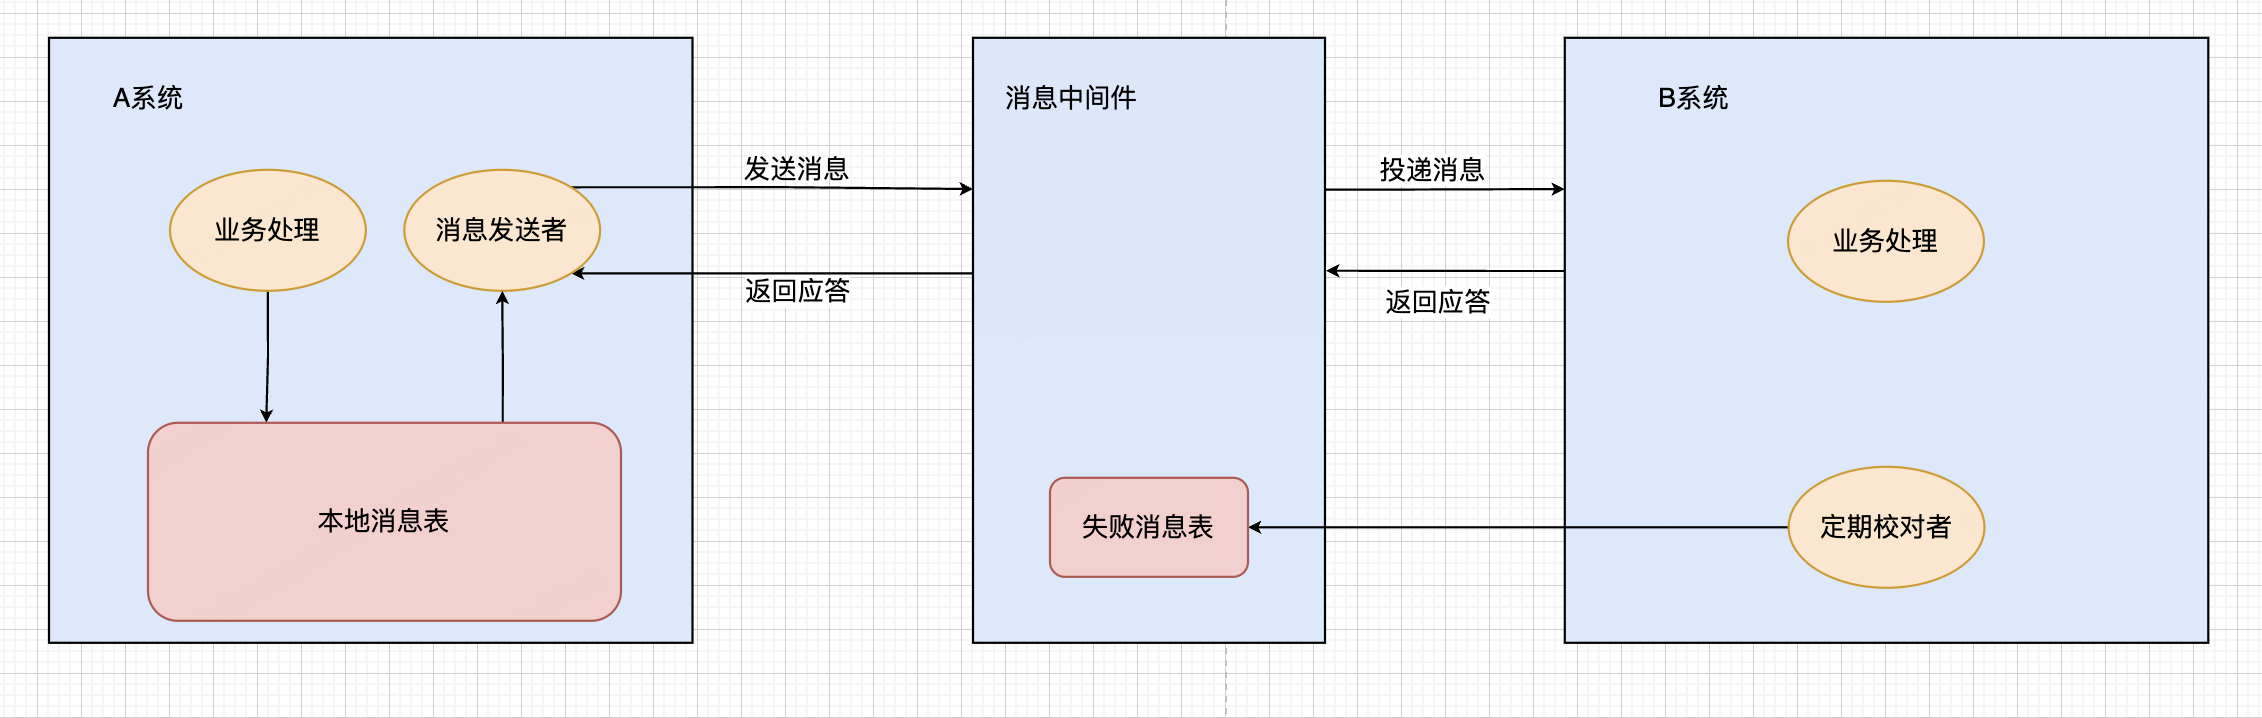 A系统
业务处理
消息发送者
本地消息表
发送消息
返回应答
消息中间件
失败消息表
投递消息
返回应答
B系统
业务处理
定期校对者